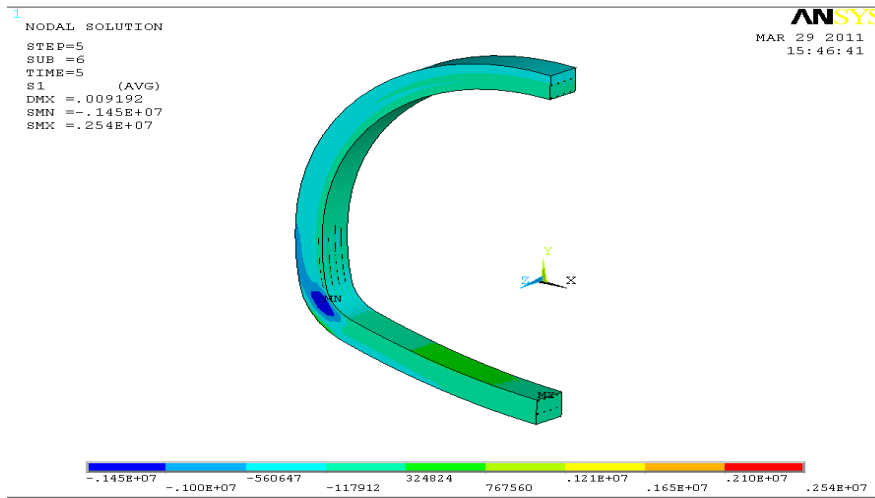 1
NODAL SOLUTION
STEP=5
SUB =6
TIME=5
S1 (AVG)
DMX =.009192
SMN =-.145E+07
SMX =.254E+07
ANSYS
MAR 29 2011
15:46:41
Y
Z X
MN
MX
-.145E+07 -.100E+07 -560647 -117912 324824 767560 .121E+07 .165E+07 .210E+07 .254E+07